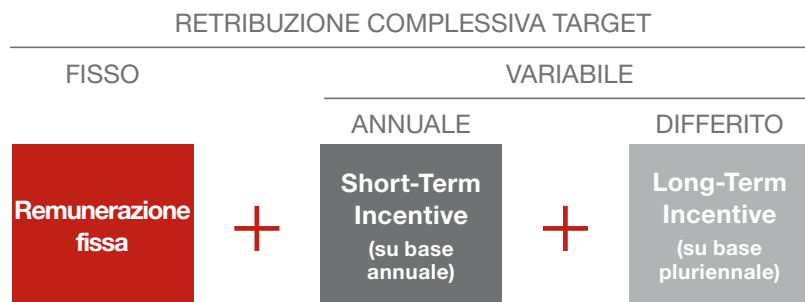 RETRIBUZIONE COMPLESSIVA TARGET
FISSO
VARIABILE
ANNUALE
DIFFERITO
Remunerazione
fissa
+
Short-Term
Incentive
(su base
annuale)
+
Long-Term
Incentive
(su base
pluriennale)